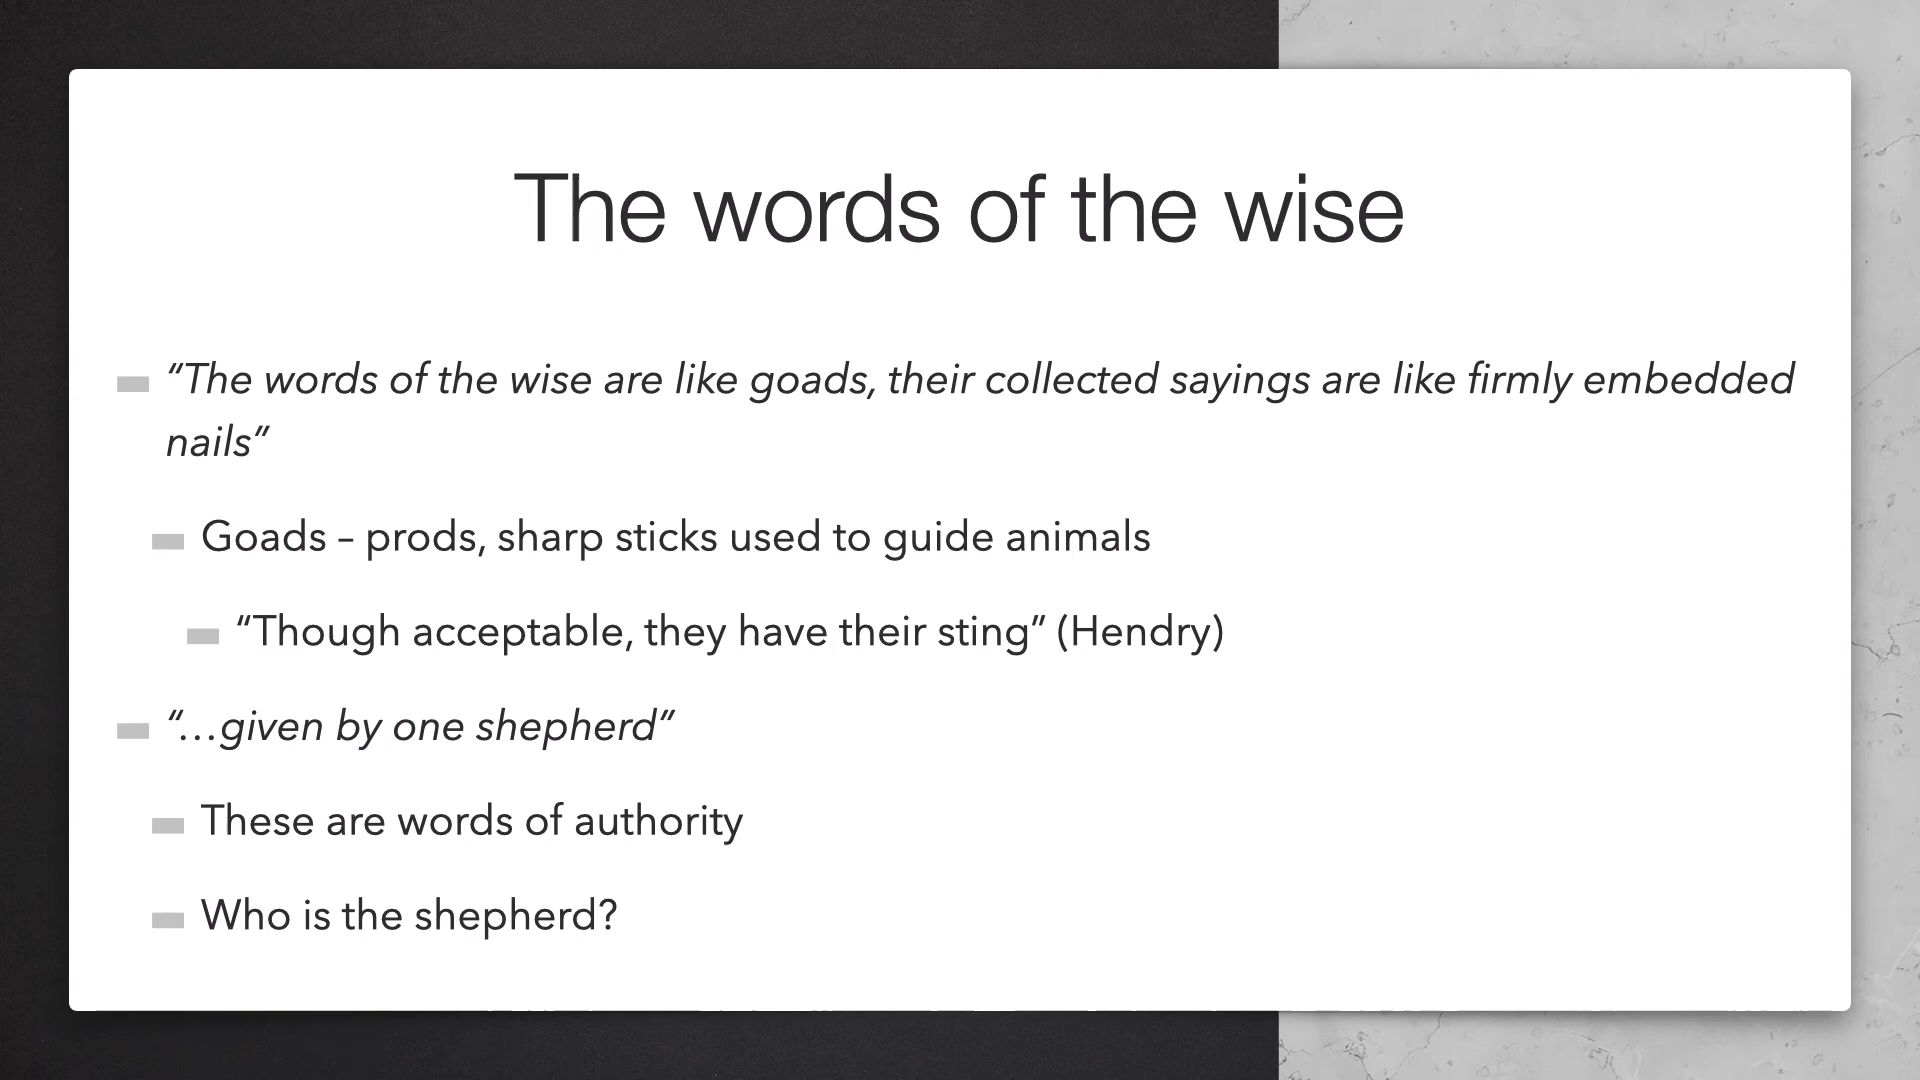 The words of the wise
“The words of the wise are like goads, their collected sayings are like firmly embedded
nails”
Goads – prods, sharp sticks used to guide animals
“Though acceptable, they have their sting” (Hendry)
“…given by one shepherd”
These are words of authority
Who is the shepherd?